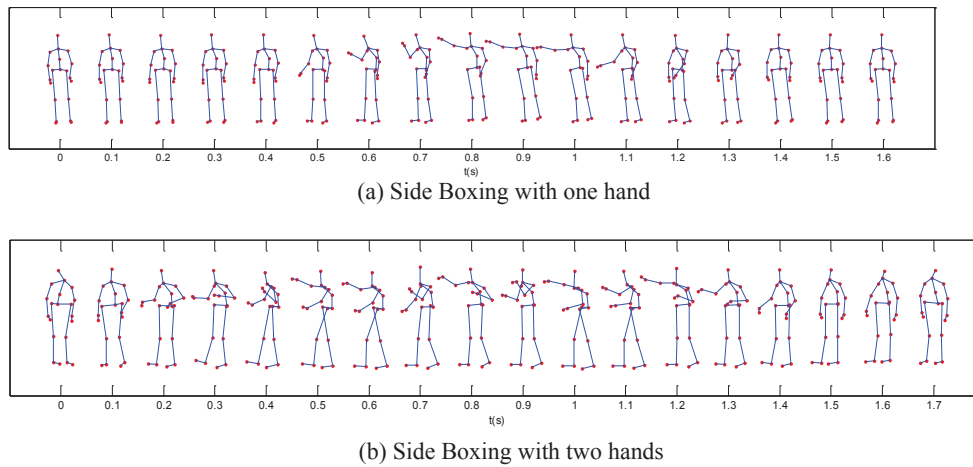 0 0.1 0.2 0.3 0.4 0.5 0.6 0.7 0.8 0.9 1 1.1 1.2 1.3 1.4 1.5 1.6
t(s)
(a) Side Boxing with one hand
0 0.1 0.2 0.3 0.4 0.5 0.6 0.7 0.8 0.9 1 1.1 1.2 1.3 1.4 1.5 1.6 1.7
t(s)
(b) Side Boxing with two hands